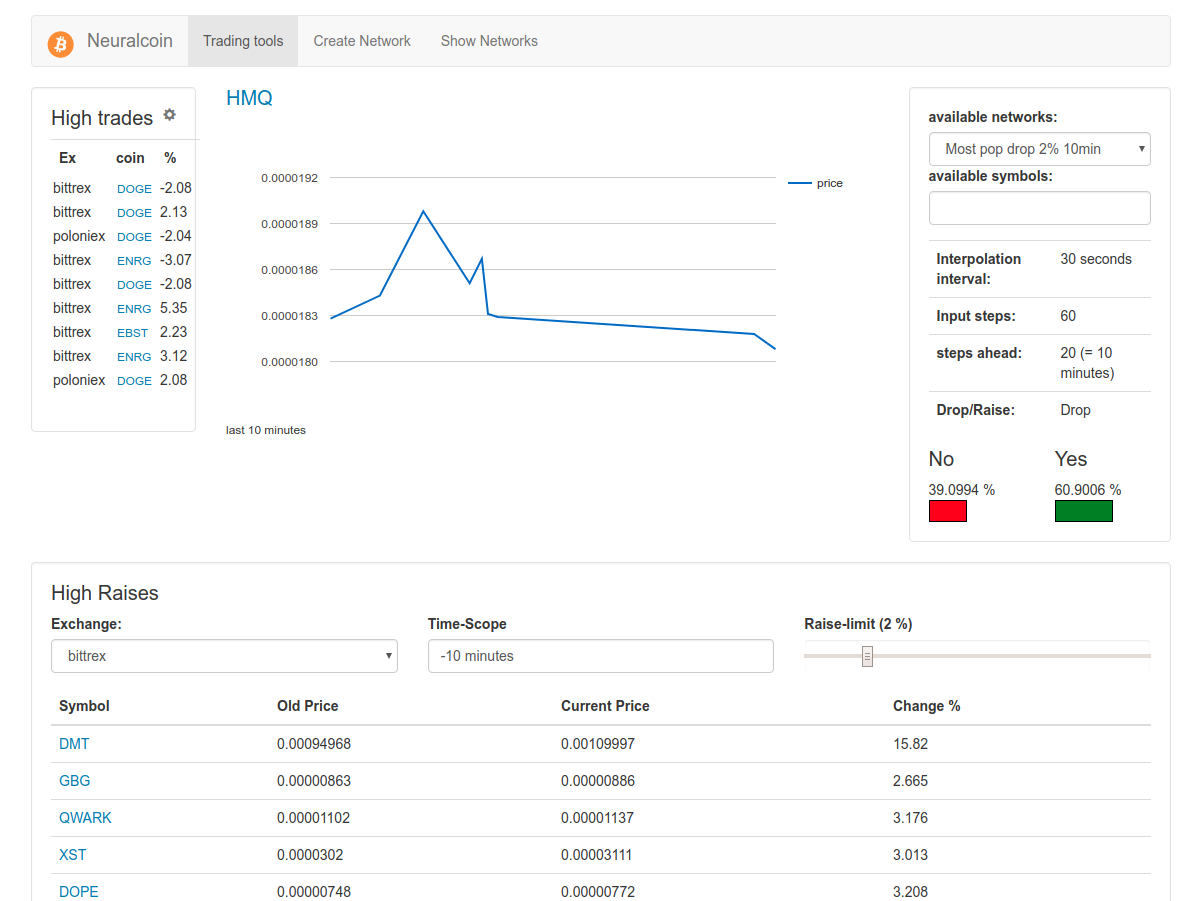 Neuralcoin Trading tools Create Network Show Networks
High trades
Ex coin %
bittrex DOGE -2.08
bittrex DOGE 2.13
poloniex DOGE -2.04
bittrex ENRG -3.07
bittrex DOGE -2.08
bittrex ENRG 5.35
bittrex EBST 2.23
bittrex ENRG 3.12
poloniex DOGE 2.08
HMQ
0.0000192
0.0000189
0.0000186
0.0000183
0.0000180
price
last 10 minutes
available networks:
Most pop drop 2% 10min
available symbols:
Interpolation 30 seconds
interval:
Input steps: 60
steps ahead: 20 (= 10
minutes)
Drop/Raise: Drop
No Yes
39.0994 % 60.9006 %
High Raises
Exchange: Time-Scope Raise-limit (2 %)
bittrex -10 minutes
Symbol Old Price Current Price Change %
DMT 0.00094968 0.00109997 15.82
GBG 0.00000863 0.00000886 2.665
QWARK 0.00001102 0.00001137 3.176
XST 0.0000302 0.00003111 3.013
DOPE 0.00000748 0.00000772 3.208